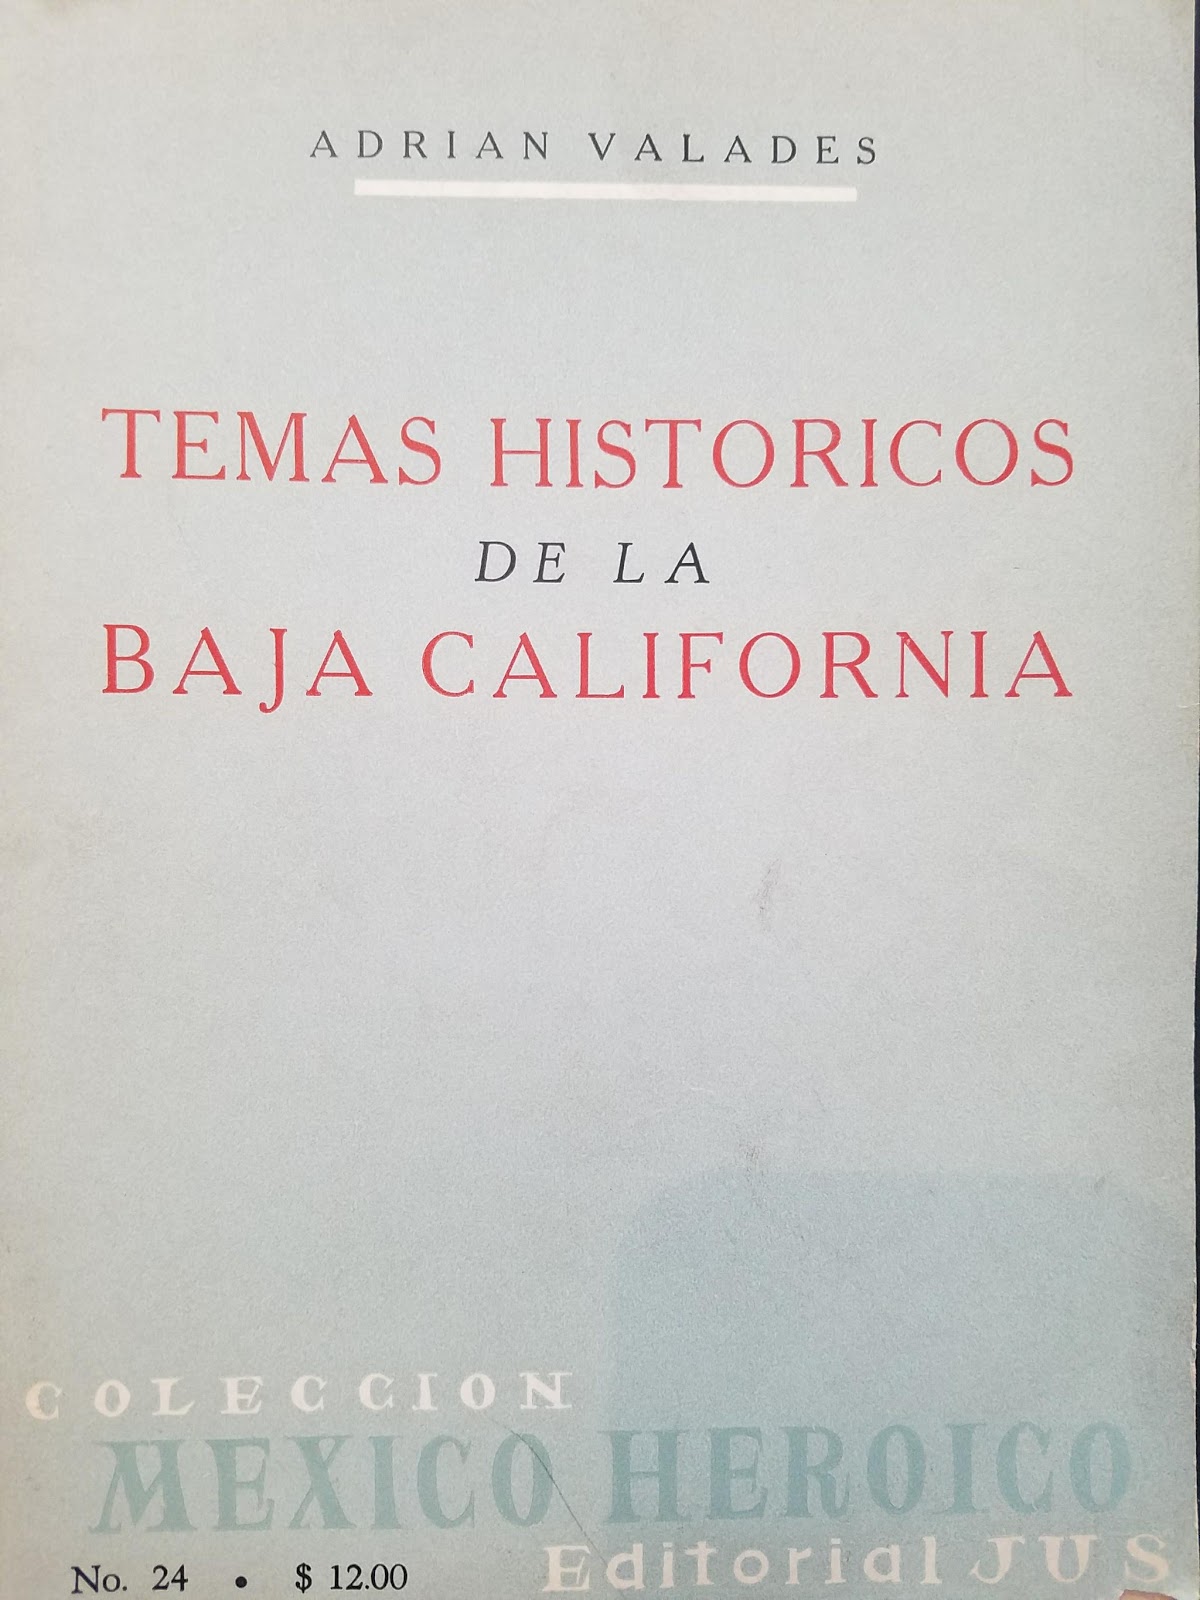 ADRIAN VALADES
TEMAS HISTORICOS
DE LA
BAJA CALIFORNIA
COLECCION
MEXICO HEROICO
Editorial JUS
No. 24 • $ 12.00